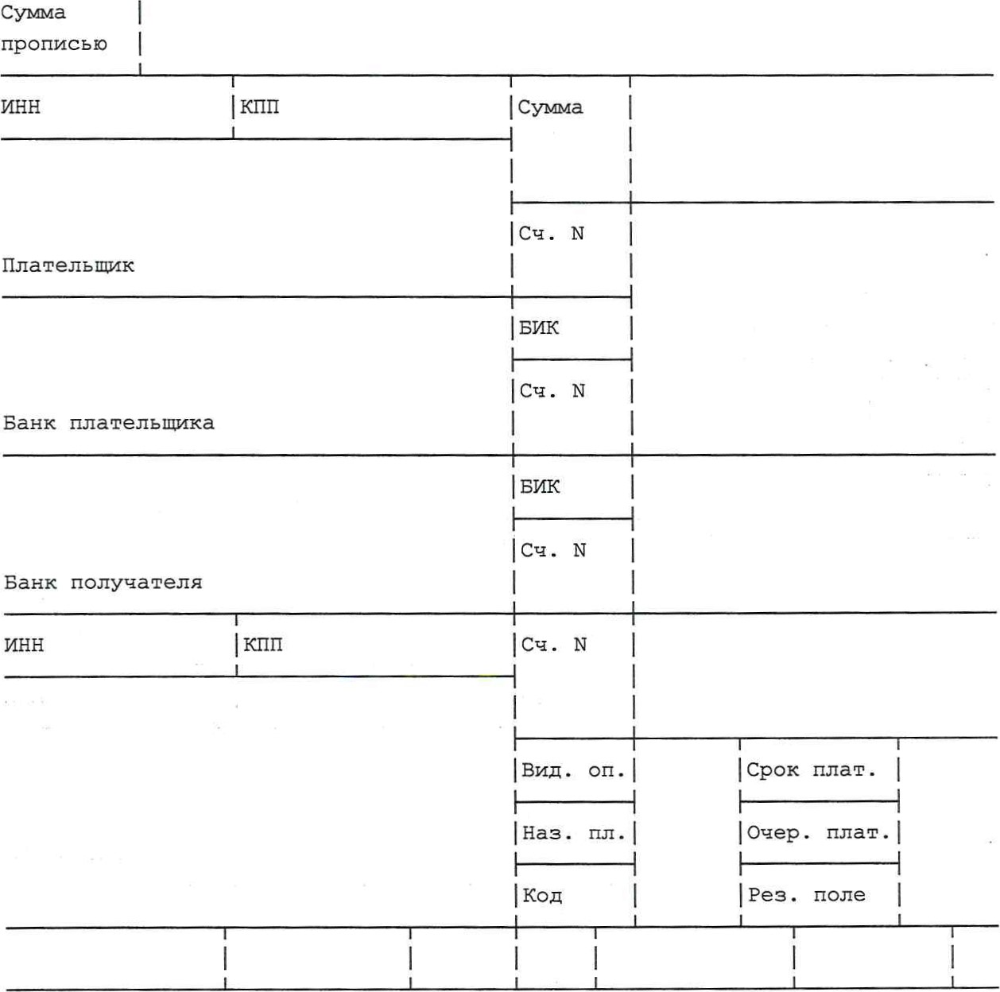 Сумма
прописью
ИНН КПП Сумма
Сч. N
Плательщик
БИК
Сч. N
Банк плательщика
БИК
Сч. N
Банк получателя
ИНН КПП Сч. N
Вид. оп. Срок плат.
Наз. пл. Очер. плат.
Код Рез. поле